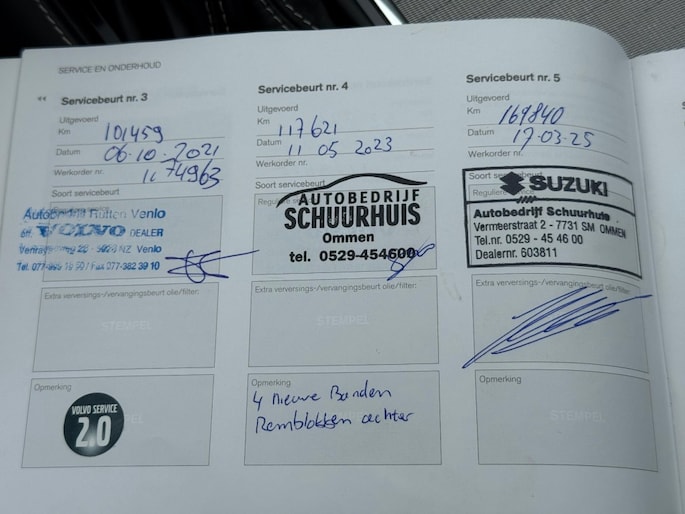 SERVICE EN ONDERHOUD
Servicebeurt nr. 3
Uitgevoerd
Km 101459
Datum 06-10-2021
Werkorder nr.
Soort servicebeurt
Autobedrijf Rutten Venlo
VOLVO DEALER
Venlo
Tel. 077- / Fax 077-382 39 10
Extra verversings-/vervangingsbeurt olie/filter:
STEMPEL
Opmerking
VOLVO SERVICE
2.0
Servicebeurt nr. 4
Uitgevoerd
Km 117621
Datum 11 05 2023
Werkorder nr.
Soort servicebeurt
AUTOBEDRIJF
SCHUURHUIS
Ommen
tel. 0529-454600
Extra verversings-/vervangingsbeurt olie/filter:
STEMPEL
Opmerking
4 nieuwe Banden
Remblokken achter
Servicebeurt nr. 5
Uitgevoerd
Km 169840
Datum 17-03-25
Werkorder nr.
SUZUKI
Autobedrijf Schuurhuis
Vermeerstraat 2 - 7731 SM OMMEN
Tel.nr. 0529 - 45 46 00
Dealernr. 603811
Extra verversings-/vervangingsbeurt olie/filter:
Opmerking
STEMPEL